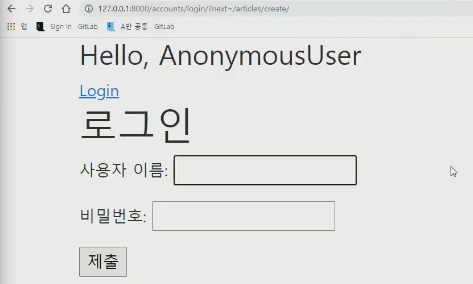 127.0.0.1:8000/accounts/login/?next=/articles/create/
앱 Sign in · GitLab A반 공통 · GitLab
Hello, AnonymousUser
Login
로그인
사용자 이름:
비밀번호:
제출